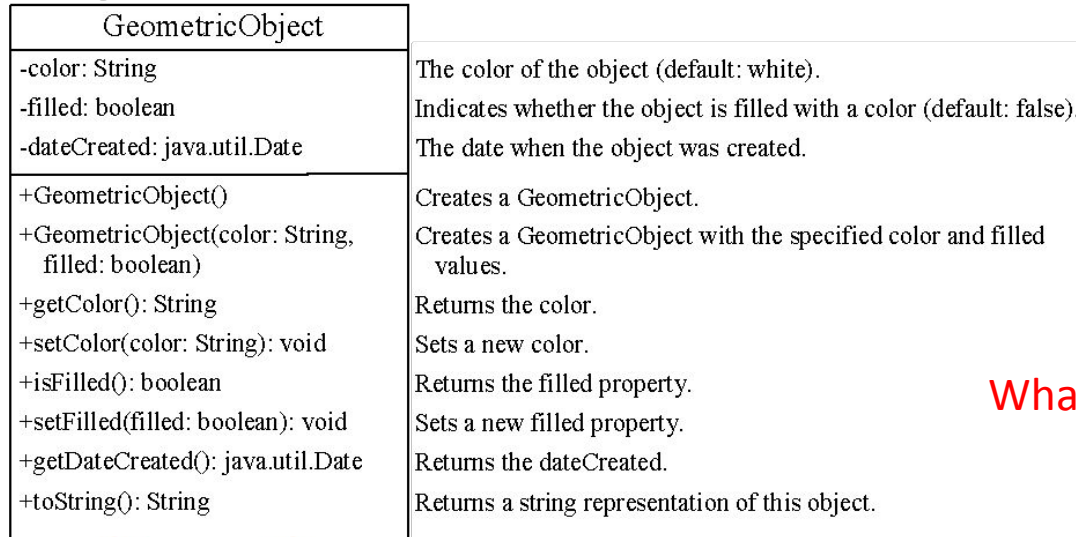 GeometricObject
-color: String
The color of the object (default: white).
-filled: boolean
Indicates whether the object is filled with a color (default: false).
-dateCreated: java.util.Date
The date when the object was created.
+GeometricObject()
Creates a GeometricObject.
+GeometricObject(color: String,
filled: boolean)
Creates a GeometricObject with the specified color and filled
values.
+getColor(): String
Returns the color.
+setColor(color: String): void
Sets a new color.
+isFilled(): boolean
Returns the filled property.
+setFilled(filled: boolean): void
Sets a new filled property.
+getDateCreated(): java.util.Date
Returns the dateCreated.
+toString(): String
Returns a string representation of this object.